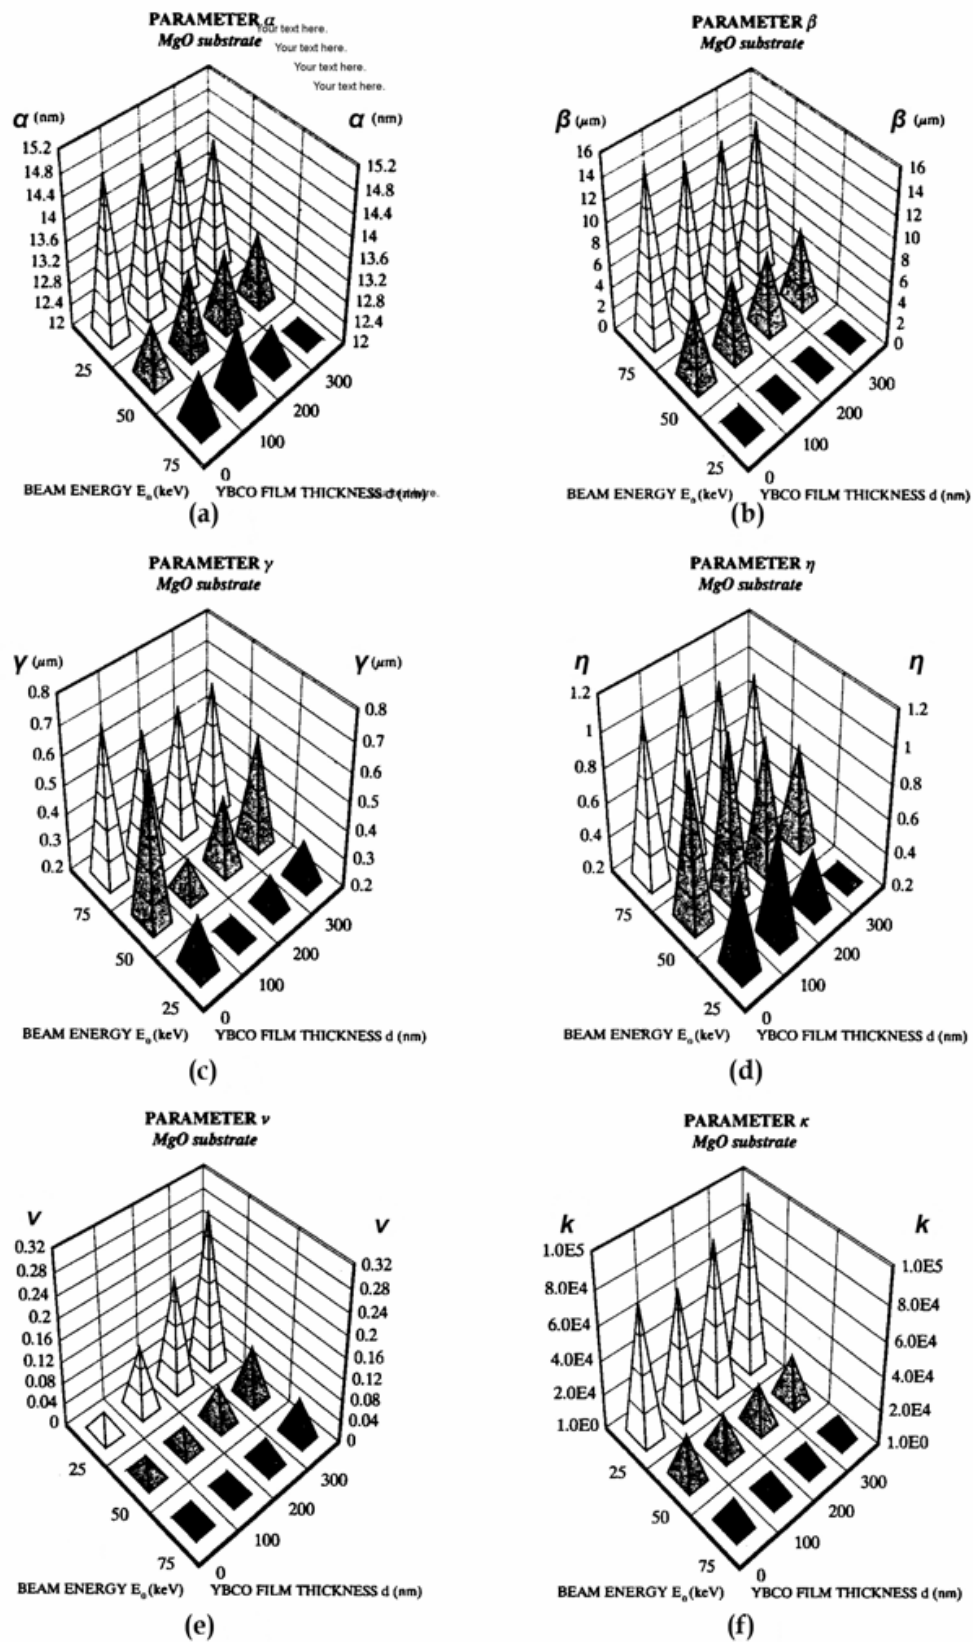 PARAMETER α
MgO substrate
Your text here.
Your text here.
Your text here.
Your text here.
α (nm)
α (nm)
15.2
14.8
14.4
14
13.6
13.2
12.8
12.4
12
15.2
14.8
14.4
14
13.6
13.2
12.8
12.4
12
25
50
75
0
100
200
300
BEAM ENERGY Eo (keV)
YBCO FILM THICKNESS d (nm)
(a)
PARAMETER β
MgO substrate
β (μm)
β (μm)
16
14
12
10
8
6
4
2
0
16
14
12
10
8
6
4
2
0
75
50
25
0
100
200
300
BEAM ENERGY Eo (keV)
YBCO FILM THICKNESS d (nm)
(b)
PARAMETER γ
MgO substrate
γ (μm)
γ (μm)
0.8
0.7
0.6
0.5
0.4
0.3
0.2
0.8
0.7
0.6
0.5
0.4
0.3
0.2
75
50
25
0
100
200
300
BEAM ENERGY Eo (keV)
YBCO FILM THICKNESS d (nm)
(c)
PARAMETER η
MgO substrate
η
η
1.2
1
0.8
0.6
0.4
0.2
1.2
1
0.8
0.6
0.4
0.2
75
50
25
0
100
200
300
BEAM ENERGY Eo (keV)
YBCO FILM THICKNESS d (nm)
(d)
PARAMETER ν
MgO substrate
ν
ν
0.32
0.28
0.24
0.2
0.16
0.12
0.08
0.04
0
0.32
0.28
0.24
0.2
0.16
0.12
0.08
0.04
0
25
50
75
0
100
200
300
BEAM ENERGY Eo (keV)
YBCO FILM THICKNESS d (nm)
(e)
PARAMETER κ
MgO substrate
k
k
1.0E5
8.0E4
6.0E4
4.0E4
2.0E4
1.0E0
1.0E5
8.0E4
6.0E4
4.0E4
2.0E4
1.0E0
25
50
75
0
100
200
300
BEAM ENERGY Eo (keV)
YBCO FILM THICKNESS d (nm)
(f)